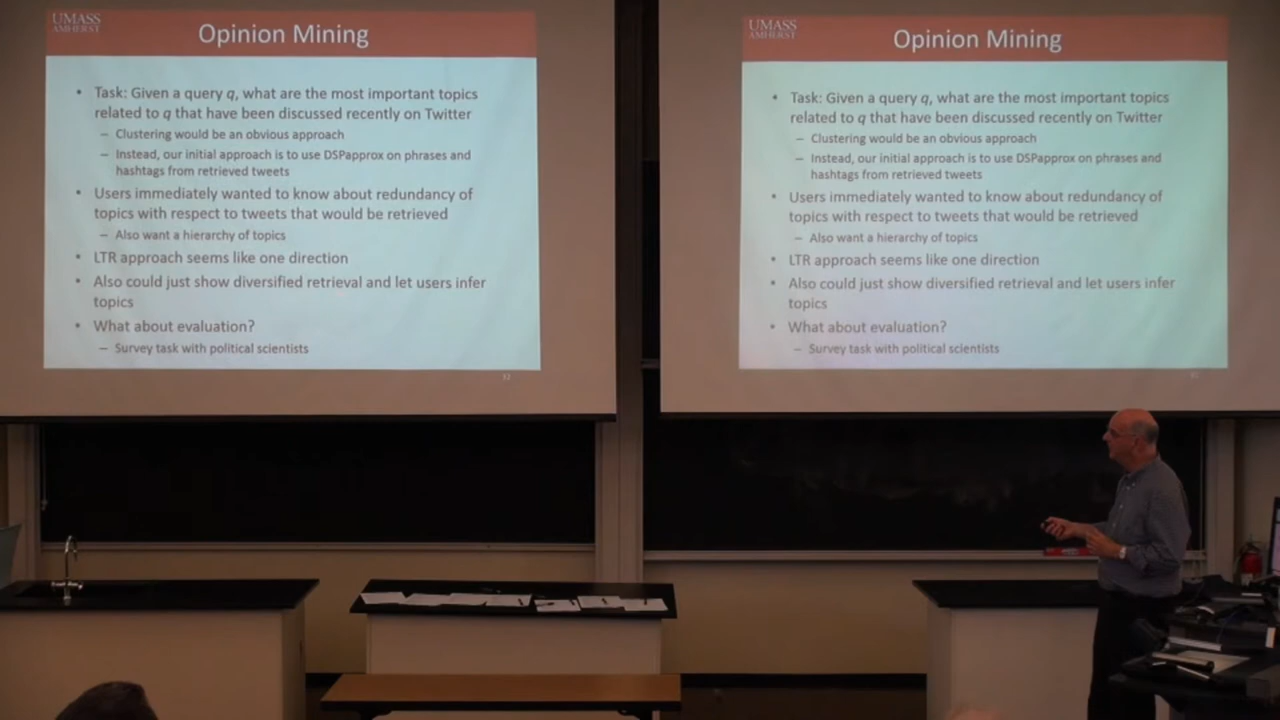 UMASS
AMHERST
Opinion Mining
• Task: Given a query q, what are the most important topics
related to q that have been discussed recently on Twitter
– Clustering would be an obvious approach
– Instead, our initial approach is to use DSPapprox on phrases and
hashtags from retrieved tweets
• Users immediately wanted to know about redundancy of
topics with respect to tweets that would be retrieved
– Also want a hierarchy of topics
• LTR approach seems like one direction
• Also could just show diversified retrieval and let users infer
topics
• What about evaluation?
– Survey task with political scientists
UMASS
AMHERST
Opinion Mining
• Task: Given a query q, what are the most important topics
related to q that have been discussed recently on Twitter
– Clustering would be an obvious approach
– Instead, our initial approach is to use DSPapprox on phrases and
hashtags from retrieved tweets
• Users immediately wanted to know about redundancy of
topics with respect to tweets that would be retrieved
– Also want a hierarchy of topics
• LTR approach seems like one direction
• Also could just show diversified retrieval and let users infer
topics
• What about evaluation?
– Survey task with political scientists